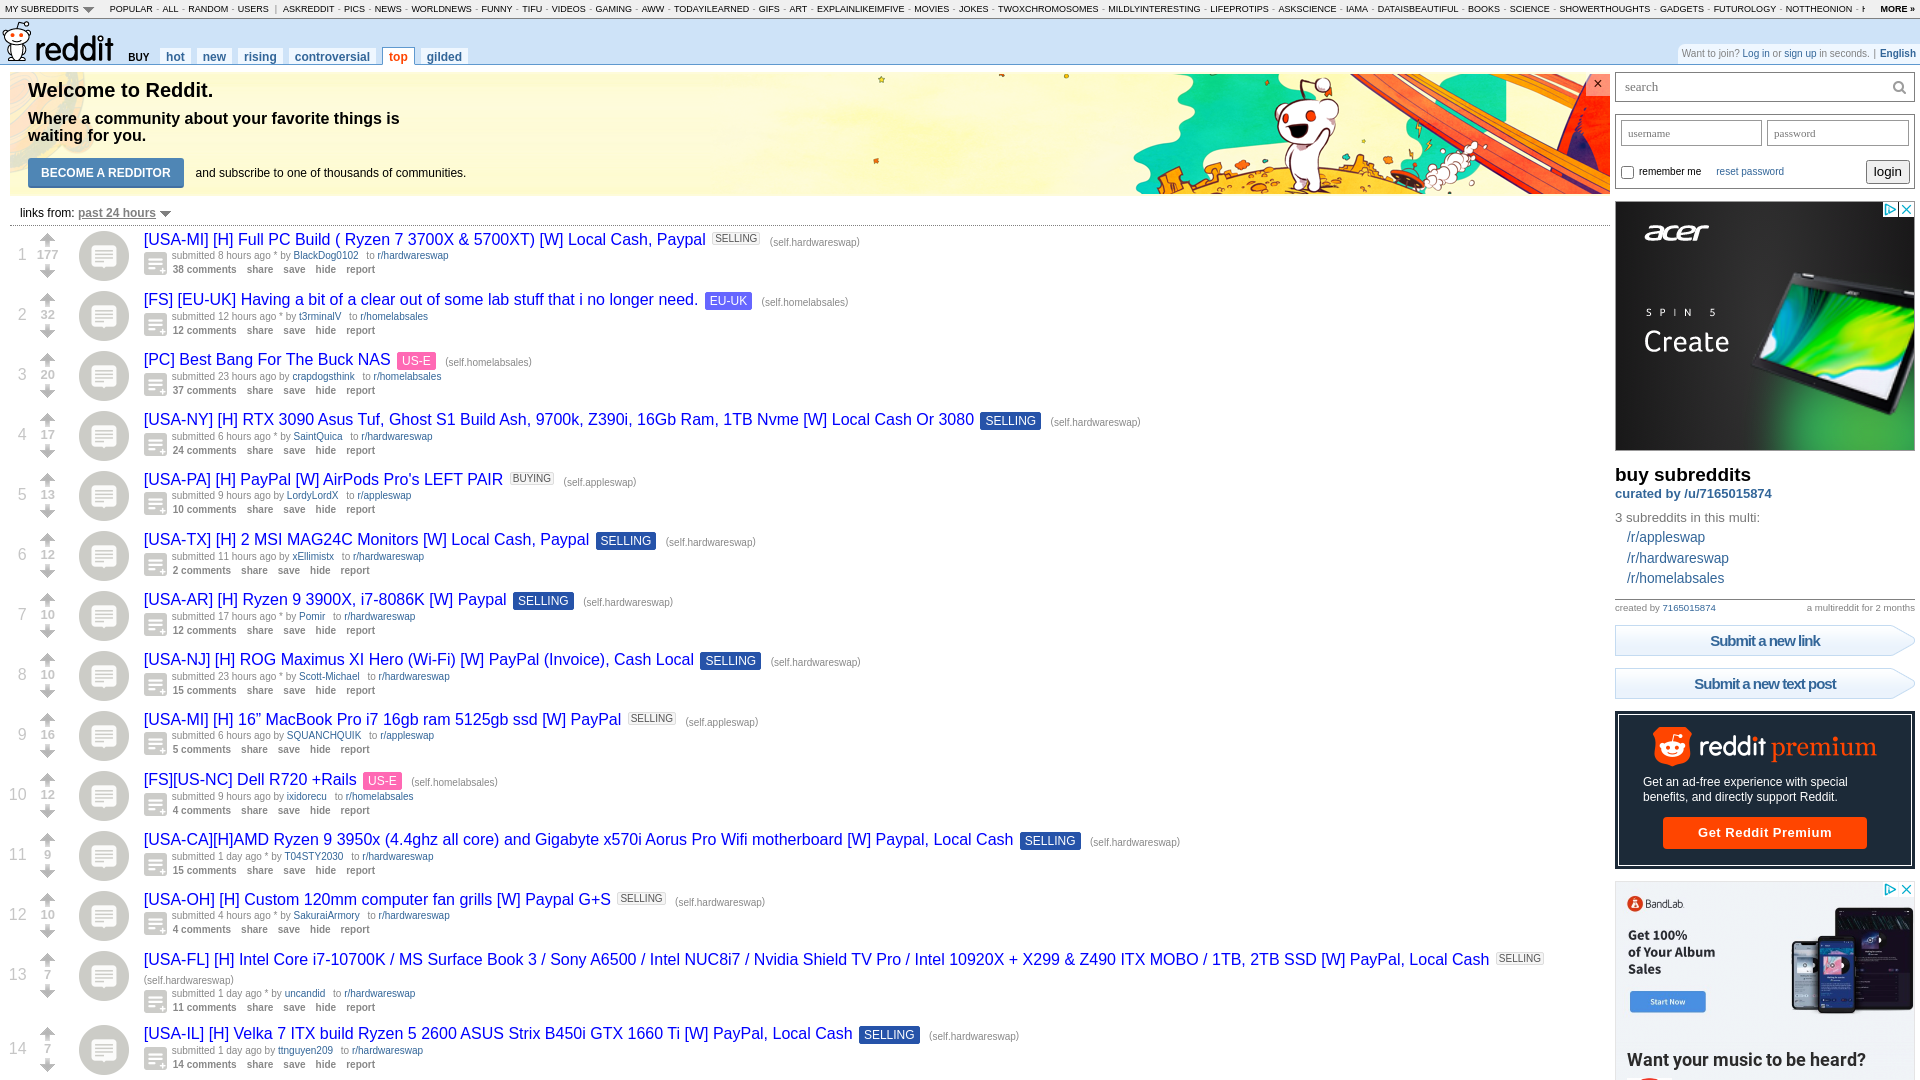 MY SUBREDDITS POPULAR - ALL - RANDOM - USERS | ASKREDDIT - PICS - NEWS - WORLDNEWS - FUNNY - TIFU - VIDEOS - GAMING - AWW - TODAYILEARNED - GIFS - ART - EXPLAINLIKEIMFIVE - MOVIES - JOKES - TWOXCHROMOSOMES - MILDLYINTERESTING - LIFEPROTIPS - ASKSCIENCE - IAMA - DATAISBEAUTIFUL - BOOKS - SCIENCE - SHOWERTHOUGHTS - GADGETS - FUTUROLOGY - NOTTHEONION - MORE »
reddit BUY hot new rising controversial top gilded
Want to join? Log in or sign up in seconds. | English
Welcome to Reddit.
Where a community about your favorite things is
waiting for you.
BECOME A REDDITOR and subscribe to one of thousands of communities.
×
links from: past 24 hours
1 177 [USA-MI] [H] Full PC Build ( Ryzen 7 3700X & 5700XT) [W] Local Cash, Paypal SELLING (self.hardwareswap)
submitted 8 hours ago * by BlackDog0102 to r/hardwareswap
38 comments share save hide report
2 32 [FS] [EU-UK] Having a bit of a clear out of some lab stuff that i no longer need. EU-UK (self.homelabsales)
submitted 12 hours ago * by t3rminalV to r/homelabsales
12 comments share save hide report
3 20 [PC] Best Bang For The Buck NAS US-E (self.homelabsales)
submitted 23 hours ago by crapdogsthink to r/homelabsales
37 comments share save hide report
4 17 [USA-NY] [H] RTX 3090 Asus Tuf, Ghost S1 Build Ash, 9700k, Z390i, 16Gb Ram, 1TB Nvme [W] Local Cash Or 3080 SELLING (self.hardwareswap)
submitted 6 hours ago * by SaintQuica to r/hardwareswap
24 comments share save hide report
5 13 [USA-PA] [H] PayPal [W] AirPods Pro's LEFT PAIR BUYING (self.appleswap)
submitted 9 hours ago by LordyLordX to r/appleswap
10 comments share save hide report
6 12 [USA-TX] [H] 2 MSI MAG24C Monitors [W] Local Cash, Paypal SELLING (self.hardwareswap)
submitted 11 hours ago by xEllimistx to r/hardwareswap
2 comments share save hide report
7 10 [USA-AR] [H] Ryzen 9 3900X, i7-8086K [W] Paypal SELLING (self.hardwareswap)
submitted 17 hours ago * by Pomir to r/hardwareswap
12 comments share save hide report
8 10 [USA-NJ] [H] ROG Maximus XI Hero (Wi-Fi) [W] PayPal (Invoice), Cash Local SELLING (self.hardwareswap)
submitted 23 hours ago * by Scott-Michael to r/hardwareswap
15 comments share save hide report
9 16 [USA-MI] [H] 16” MacBook Pro i7 16gb ram 5125gb ssd [W] PayPal SELLING (self.appleswap)
submitted 6 hours ago by SQUANCHQUIK to r/appleswap
5 comments share save hide report
10 12 [FS][US-NC] Dell R720 +Rails US-E (self.homelabsales)
submitted 9 hours ago by ixidorecu to r/homelabsales
4 comments share save hide report
11 9 [USA-CA][H]AMD Ryzen 9 3950x (4.4ghz all core) and Gigabyte x570i Aorus Pro Wifi motherboard [W] Paypal, Local Cash SELLING (self.hardwareswap)
submitted 1 day ago * by T04STY2030 to r/hardwareswap
15 comments share save hide report
12 10 [USA-OH] [H] Custom 120mm computer fan grills [W] Paypal G+S SELLING (self.hardwareswap)
submitted 4 hours ago * by SakuraiArmory to r/hardwareswap
4 comments share save hide report
13 7 [USA-FL] [H] Intel Core i7-10700K / MS Surface Book 3 / Sony A6500 / Intel NUC8i7 / Nvidia Shield TV Pro / Intel 10920X + X299 & Z490 ITX MOBO / 1TB, 2TB SSD [W] PayPal, Local Cash SELLING
(self.hardwareswap)
submitted 1 day ago * by uncandid to r/hardwareswap
11 comments share save hide report
14 7 [USA-IL] [H] Velka 7 ITX build Ryzen 5 2600 ASUS Strix B450i GTX 1660 Ti [W] PayPal, Local Cash SELLING (self.hardwareswap)
submitted 1 day ago by ttnguyen209 to r/hardwareswap
14 comments share save hide report
search
username password
remember me reset password login
acer
SPIN 5
Create
buy subreddits
curated by /u/7165015874
3 subreddits in this multi:
/r/appleswap
/r/hardwareswap
/r/homelabsales
created by 7165015874 a multireddit for 2 months
Submit a new link
Submit a new text post
reddit premium
Get an ad-free experience with special
benefits, and directly support Reddit.
Get Reddit Premium
BandLab
Get 100%
of Your Album
Sales
Start Now
Want your music to be heard?